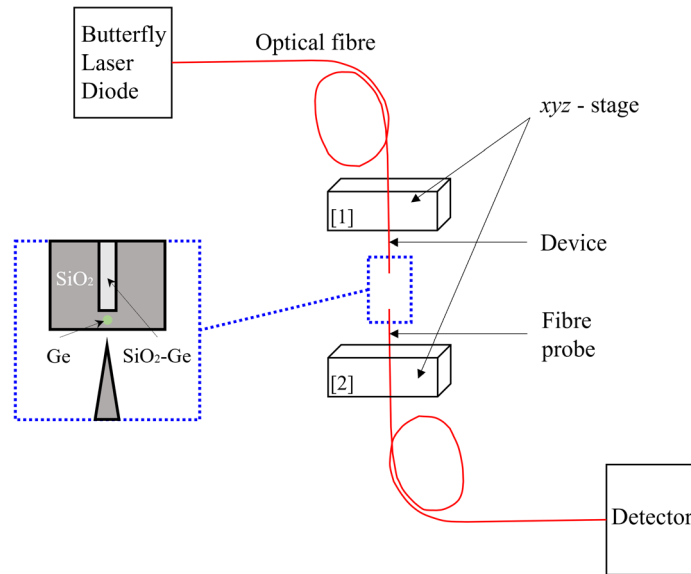 Butterfly
Laser
Diode
Optical fibre
xyz - stage
[1]
Device
SiO₂
Ge
SiO₂-Ge
Fibre
probe
[2]
Detector